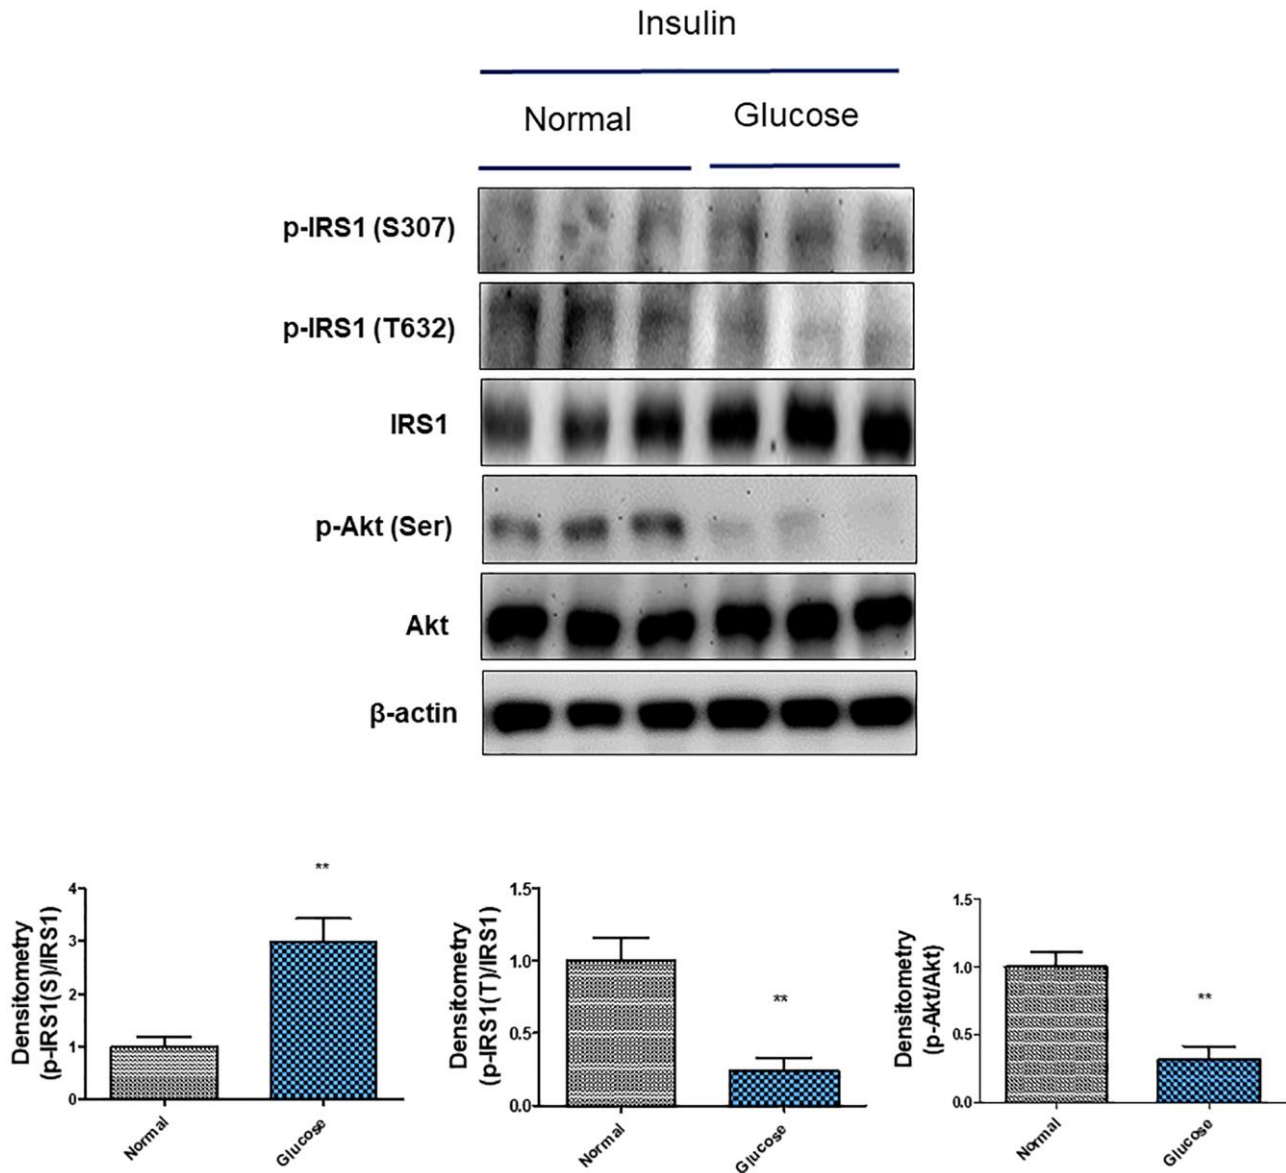 Insulin
Normal Glucose
p-IRS1 (S307)
p-IRS1 (T632)
IRS1
p-Akt (Ser)
Akt
β-actin
Densitometry
(p-IRS1(S)/IRS1)
4
3
2
1
0
**
Normal
Glucose
Densitometry
(p-IRS1(T)/IRS1)
1.5
1.0
0.5
0.0
**
Normal
Glucose
Densitometry
(p-Akt/Akt)
1.5
1.0
0.5
0.0
**
Normal
Glucose